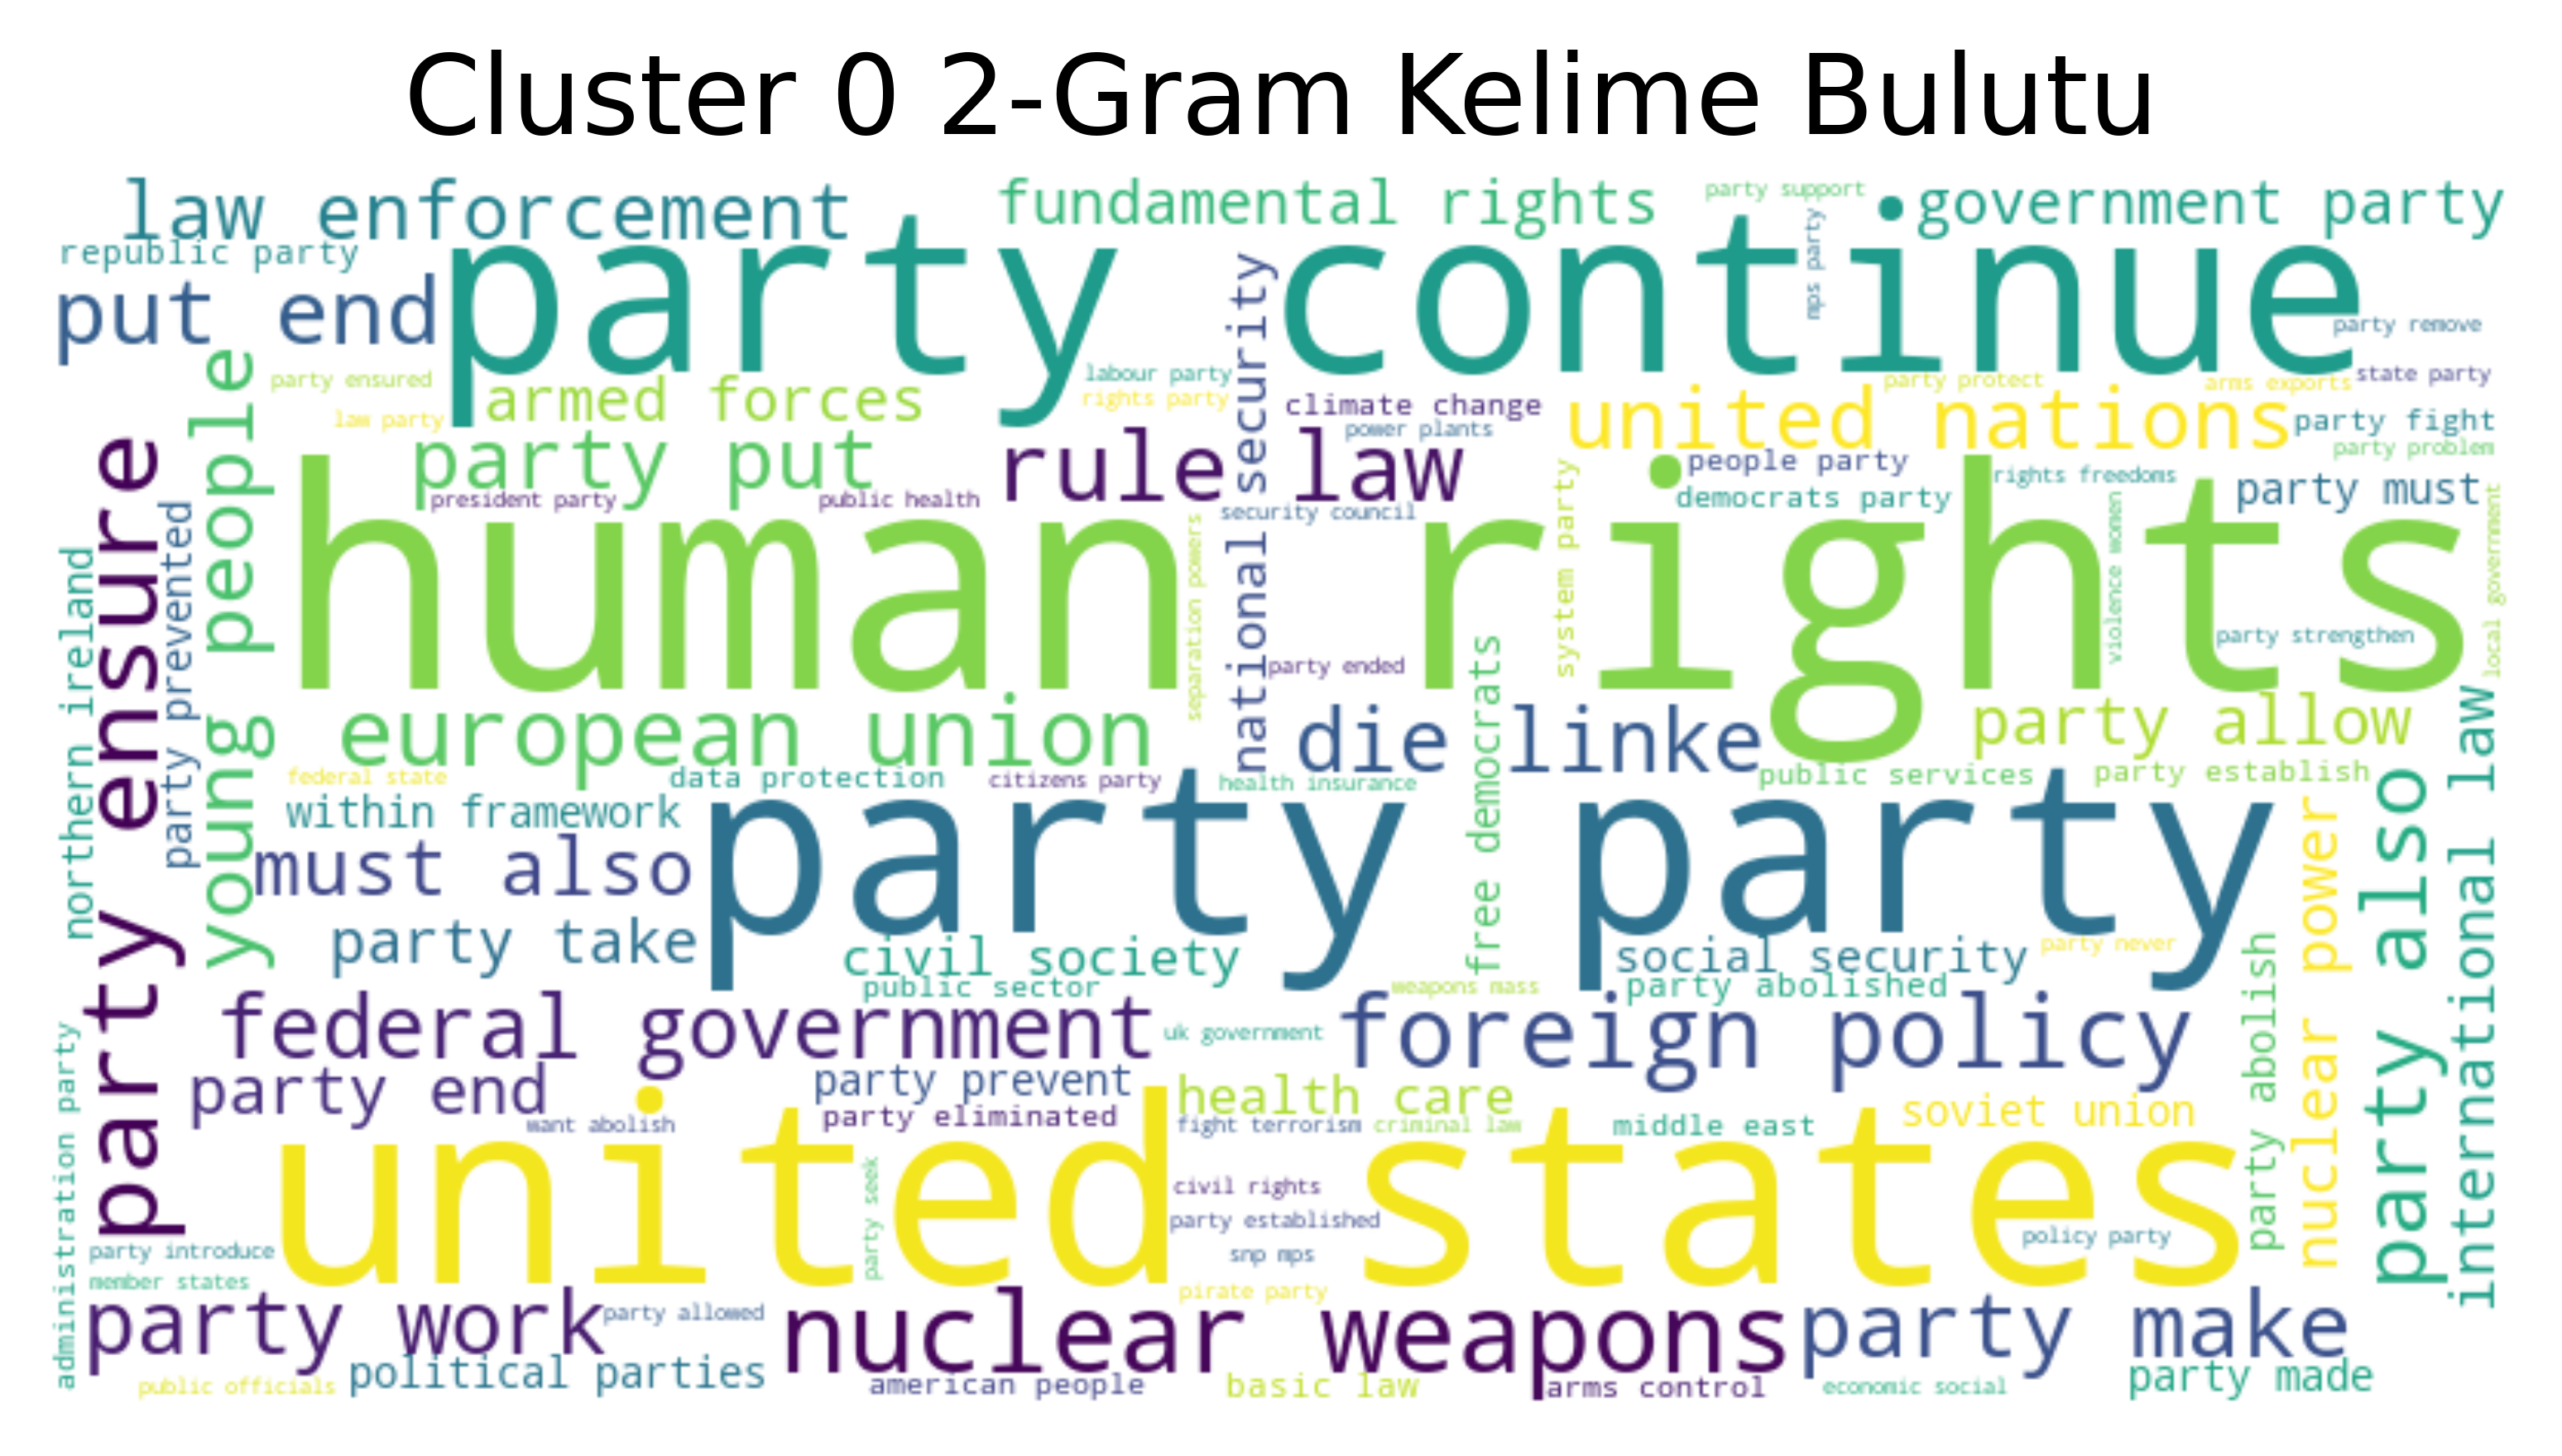 Cluster 0 2-Gram Kelime Bulutu
law enforcement
fundamental rights
party support
government party
republic party
party continue
mps party
put end
national security
party remove
young people
party ensured
armed forces
labour party
rights party
climate change
party protect
arms exports
state party
law party
united nations
party fight
party put
rule law
power plants
party problem
party ensure
human rights
people party
rights freedoms
president party
public health
security council
system party
democrats party
party must
violence women
local government
party prevented
northern ireland
separation powers
party strengthen
party ended
free democrats
european union
die linke
party allow
international law
federal state
data protection
citizens party
health insurance
public services
party establish
within framework
party party
nuclear power
party also
must also
party take
civil society
social security
party never
public sector
weapons mass
party abolished
party abolish
federal government
uk government
foreign policy
administration party
party end
party prevent
health care
united states
want abolish
party eliminated
fight terrorism
criminal law
middle east
soviet union
party seek
civil rights
party established
party introduce
snp mps
policy party
member states
pirate party
party work
party allowed
nuclear weapons
party make
public officials
political parties
american people
basic law
arms control
economic social
party made